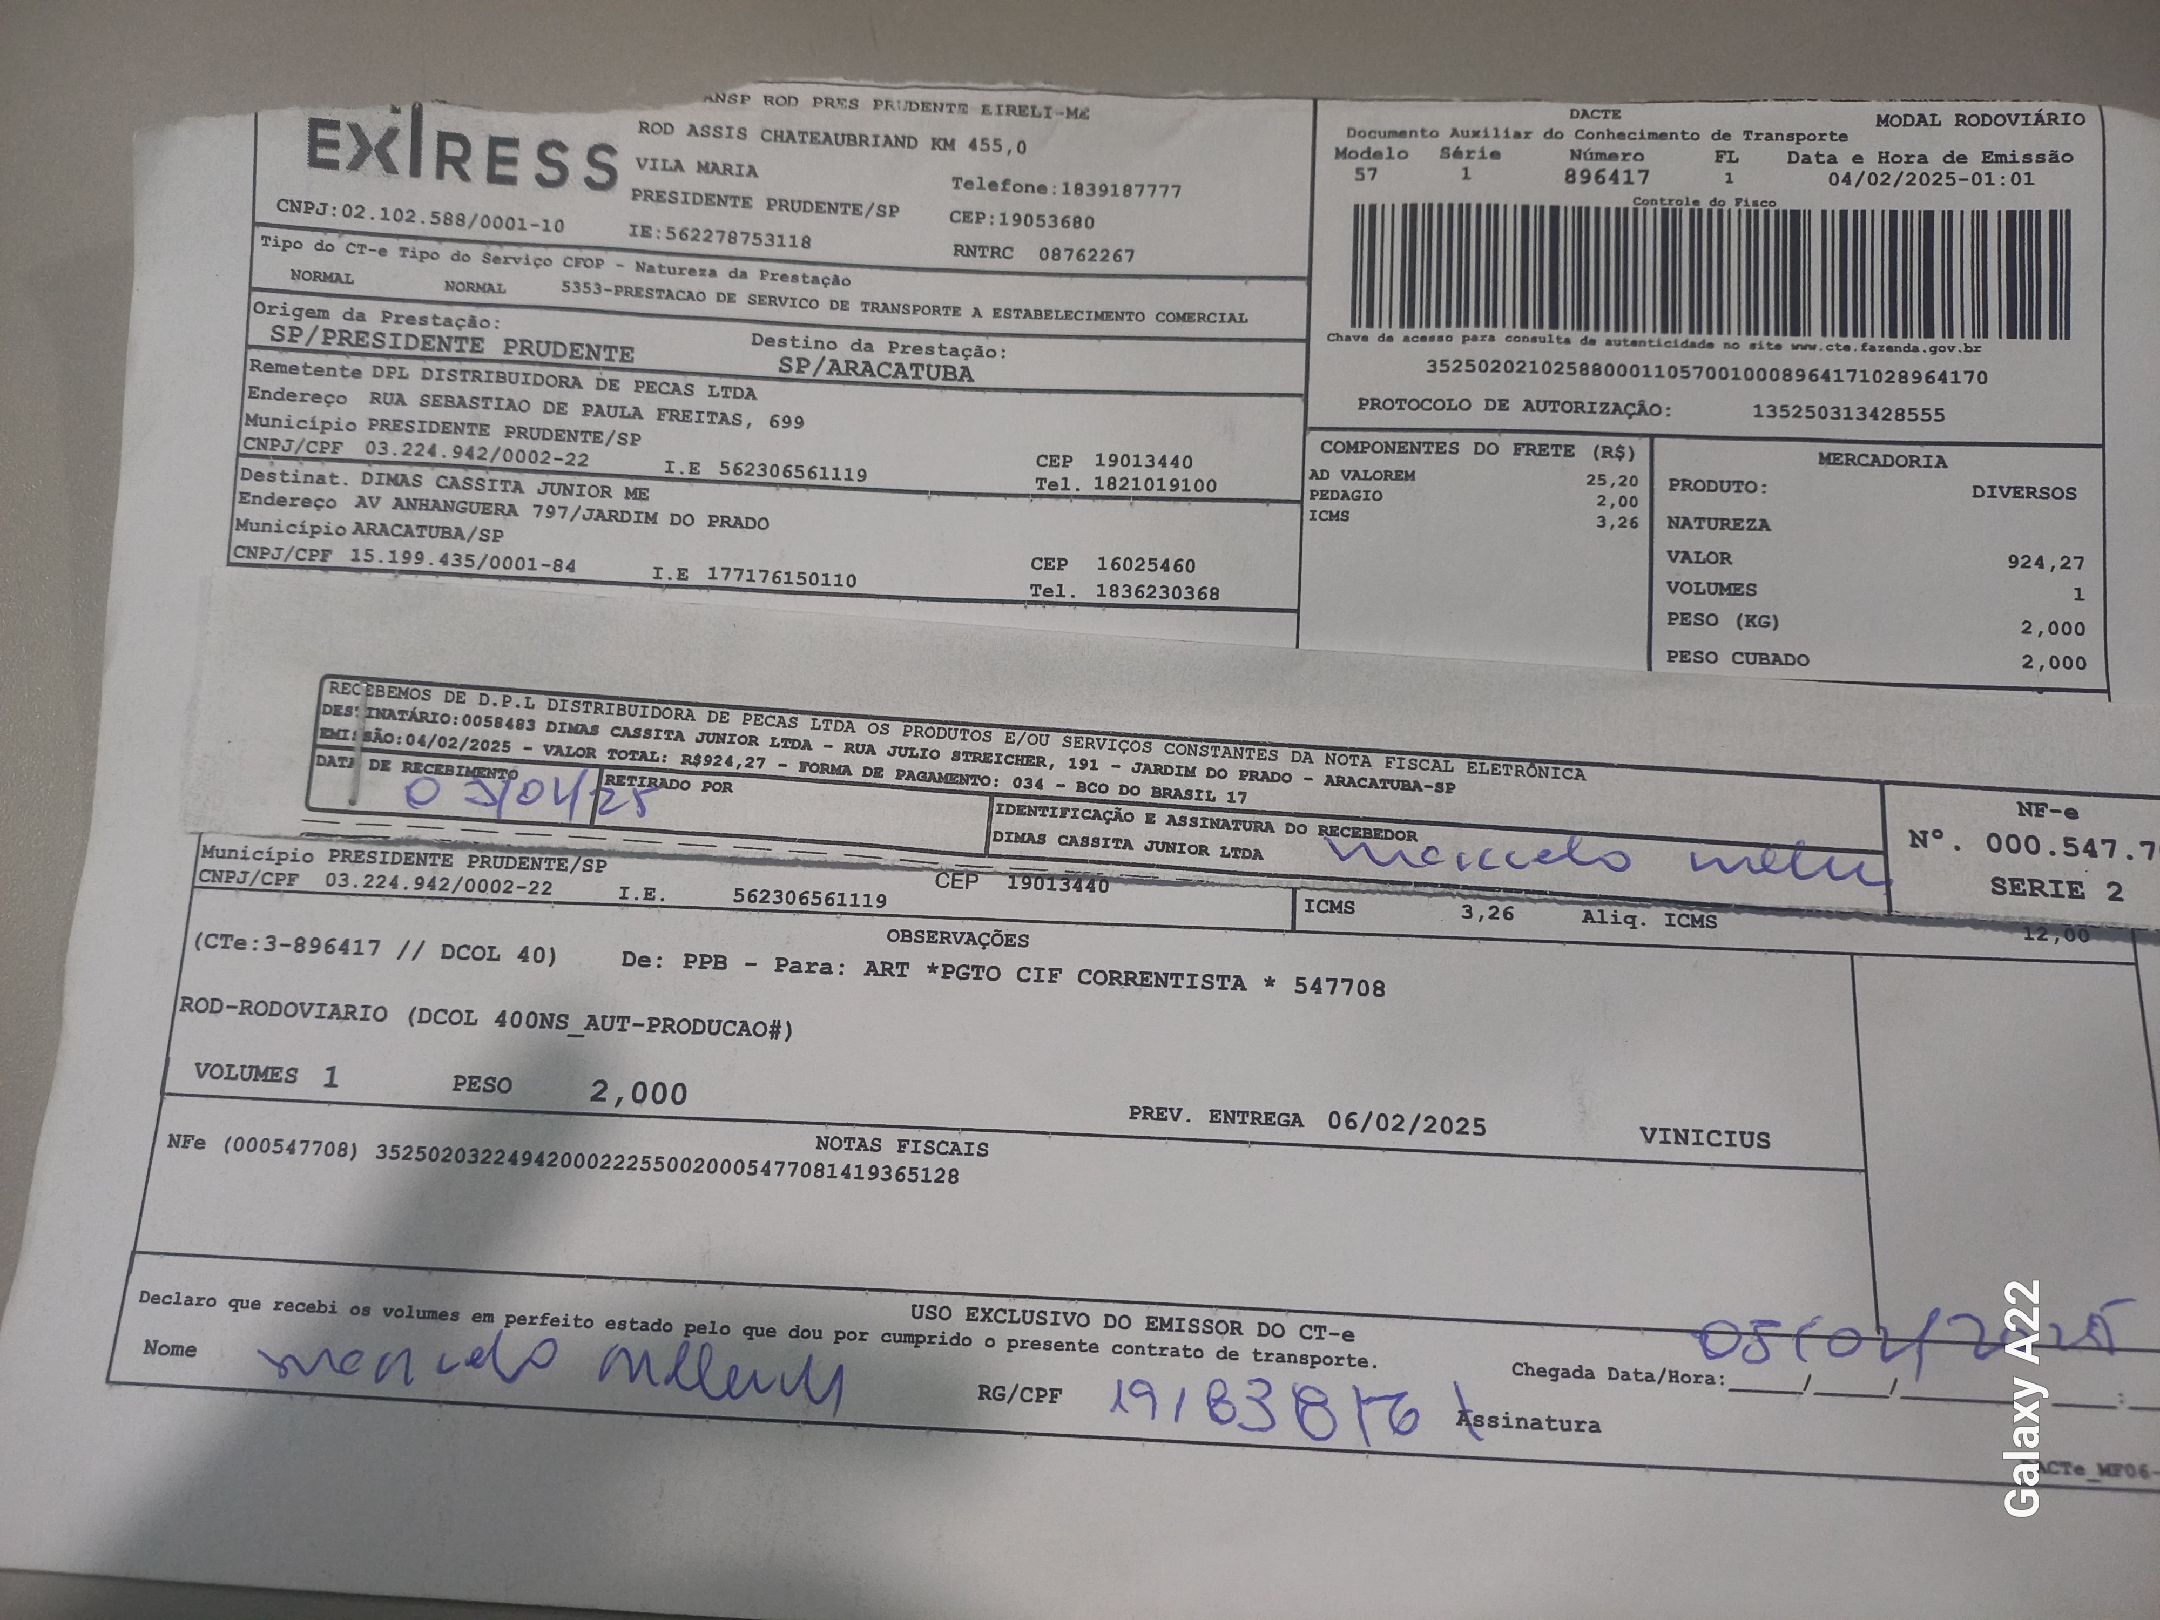 EXPRESS
ANSP ROD PRES PRUDENTE EIRELI-ME
ROD ASSIS CHATEAUBRIAND KM 455,0
VILA MARIA
PRESIDENTE PRUDENTE/SP
Telefone:1839187777
CEP:19053680
CNPJ:02.102.588/0001-10
IE:562278753118
RNTRC 08762267
Tipo do CT-e Tipo do Serviço CFOP - Natureza da Prestação
NORMAL NORMAL 5353-PRESTACAO DE SERVICO DE TRANSPORTE A ESTABELECIMENTO COMERCIAL
Origem da Prestação:
SP/PRESIDENTE PRUDENTE
Destino da Prestação:
SP/ARACATUBA
Remetente DPL DISTRIBUIDORA DE PECAS LTDA
Endereço RUA SEBASTIAO DE PAULA FREITAS, 699
Município PRESIDENTE PRUDENTE/SP
CNPJ/CPF 03.224.942/0002-22 I.E 562306561119
CEP 19013440
Tel. 1821019100
Destinat. DIMAS CASSITA JUNIOR ME
Endereço AV ANHANGUERA 797/JARDIM DO PRADO
Município ARACATUBA/SP
CNPJ/CPF 15.199.435/0001-84 I.E 177176150110
CEP 16025460
Tel. 1836230368
DACTE
MODAL RODOVIÁRIO
Documento Auxiliar do Conhecimento de Transporte
Modelo Série Número FL Data e Hora de Emissão
57 1 896417 1 04/02/2025-01:01
Controle do Fisco
Chave de acesso para consulta de autenticidade no site www.cte.fazenda.gov.br
35250202102588000110570010008964171028964170
PROTOCOLO DE AUTORIZAÇÃO: 135250313428555
COMPONENTES DO FRETE (R$)
AD VALOREM 25,20
PEDAGIO 2,00
ICMS 3,26
MERCADORIA
PRODUTO: DIVERSOS
NATUREZA
VALOR 924,27
VOLUMES 1
PESO (KG) 2,000
PESO CUBADO 2,000
RECEBEMOS DE D.P.L DISTRIBUIDORA DE PECAS LTDA OS PRODUTOS E/OU SERVIÇOS CONSTANTES DA NOTA FISCAL ELETRÔNICA
DESTINATÁRIO:0058483 DIMAS CASSITA JUNIOR LTDA - RUA JULIO STREICHER, 191 - JARDIM DO PRADO - ARACATUBA-SP
EMISSÃO:04/02/2025 - VALOR TOTAL: R$924,27 - FORMA DE PAGAMENTO: 034 - BCO DO BRASIL 17
DATA DE RECEBIMENTO
RETIRADO POR
IDENTIFICAÇÃO E ASSINATURA DO RECEBEDOR
DIMAS CASSITA JUNIOR LTDA
NF-e
Nº. 000.547.7
SERIE 2
Município PRESIDENTE PRUDENTE/SP
CNPJ/CPF 03.224.942/0002-22 I.E. 562306561119
CEP 19013440
ICMS 3,26 Aliq. ICMS 12,00
OBSERVAÇÕES
(CTe:3-896417 // DCOL 40) De: PPB - Para: ART *PGTO CIF CORRENTISTA * 547708
ROD-RODOVIARIO (DCOL 400NS_AUT-PRODUCAO#)
VOLUMES 1 PESO 2,000
PREV. ENTREGA 06/02/2025 VINICIUS
NOTAS FISCAIS
NFe (000547708) 35250203224942000222550020005477081419365128
USO EXCLUSIVO DO EMISSOR DO CT-e
Declaro que recebi os volumes em perfeito estado pelo que dou por cumprido o presente contrato de transporte.
Nome
RG/CPF
Assinatura
Chegada Data/Hora:____/____/
05/02/2025
Galaxy A22